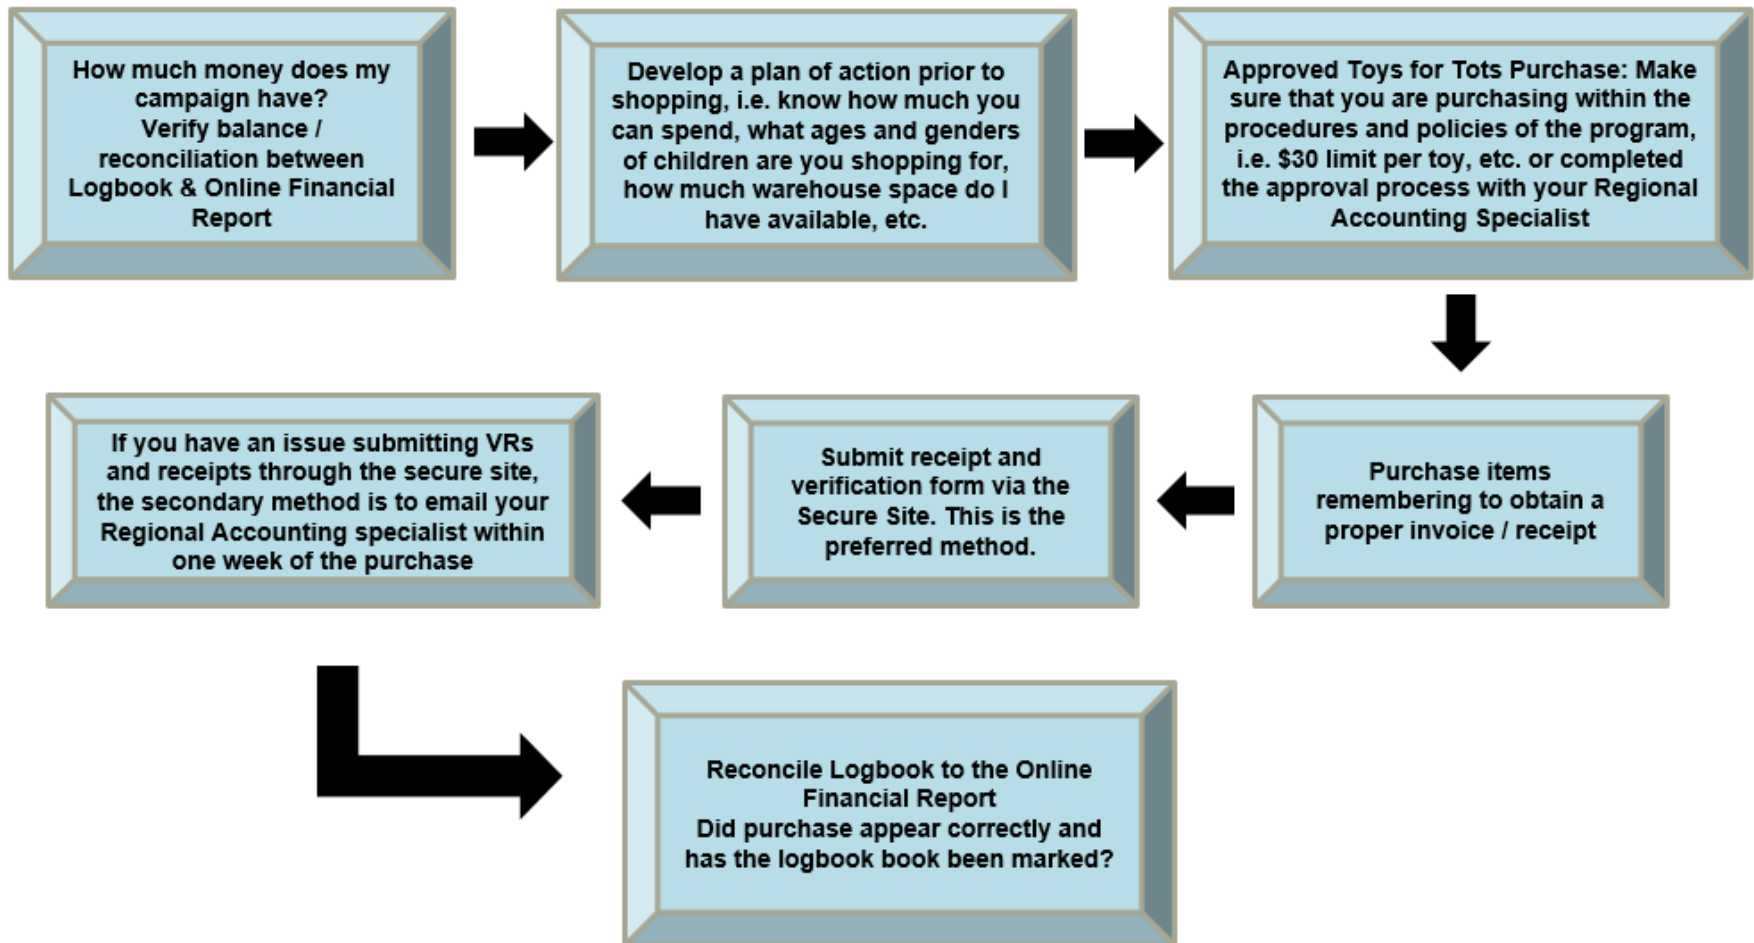 How much money does my
campaign have?
Verify balance /
reconciliation between
Logbook & Online Financial
Report
Develop a plan of action prior to
shopping, i.e. know how much you
can spend, what ages and genders
of children are you shopping for,
how much warehouse space do I
have available, etc.
Approved Toys for Tots Purchase: Make
sure that you are purchasing within the
procedures and policies of the program,
i.e. $30 limit per toy, etc. or completed
the approval process with your Regional
Accounting Specialist
Purchase items
remembering to obtain a
proper invoice / receipt
Submit receipt and
verification form via the
Secure Site. This is the
preferred method.
If you have an issue submitting VRs
and receipts through the secure site,
the secondary method is to email your
Regional Accounting specialist within
one week of the purchase
Reconcile Logbook to the Online
Financial Report
Did purchase appear correctly and
has the logbook book been marked?